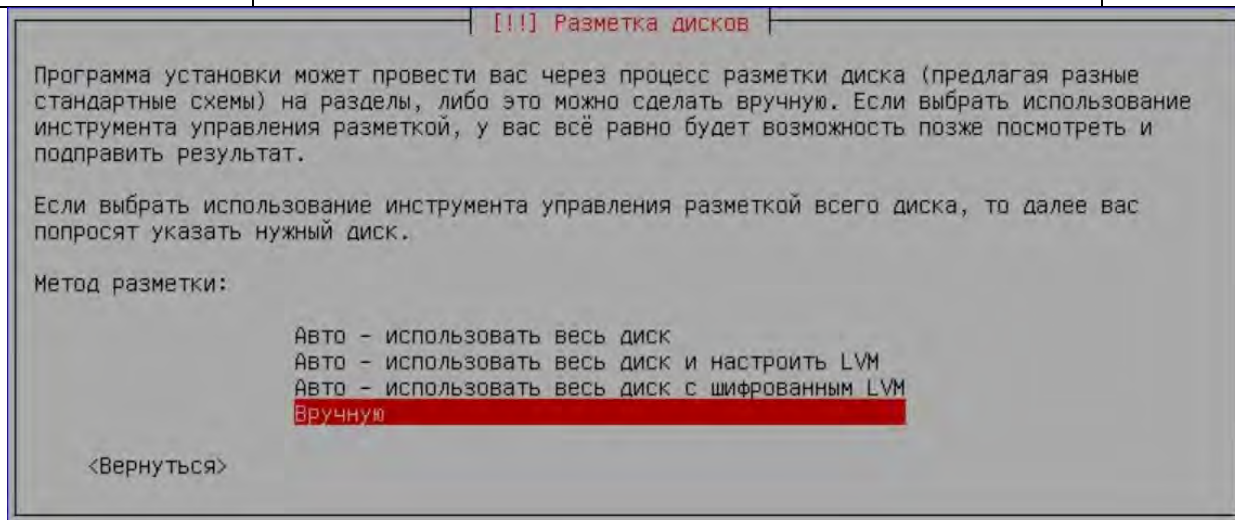 [!!] Разметка дисков
Программа установки может провести вас через процесс разметки диска (предлагая разные
стандартные схемы) на разделы, либо это можно сделать вручную. Если выбрать использование
инструмента управления разметкой, у вас всё равно будет возможность позже посмотреть и
подправить результат.
Если выбрать использование инструмента управления разметкой всего диска, то далее вас
попросят указать нужный диск.
Метод разметки:
Авто - использовать весь диск
Авто - использовать весь диск и настроить LVM
Авто - использовать весь диск с шифрованным LVM
Вручную
<Вернуться>